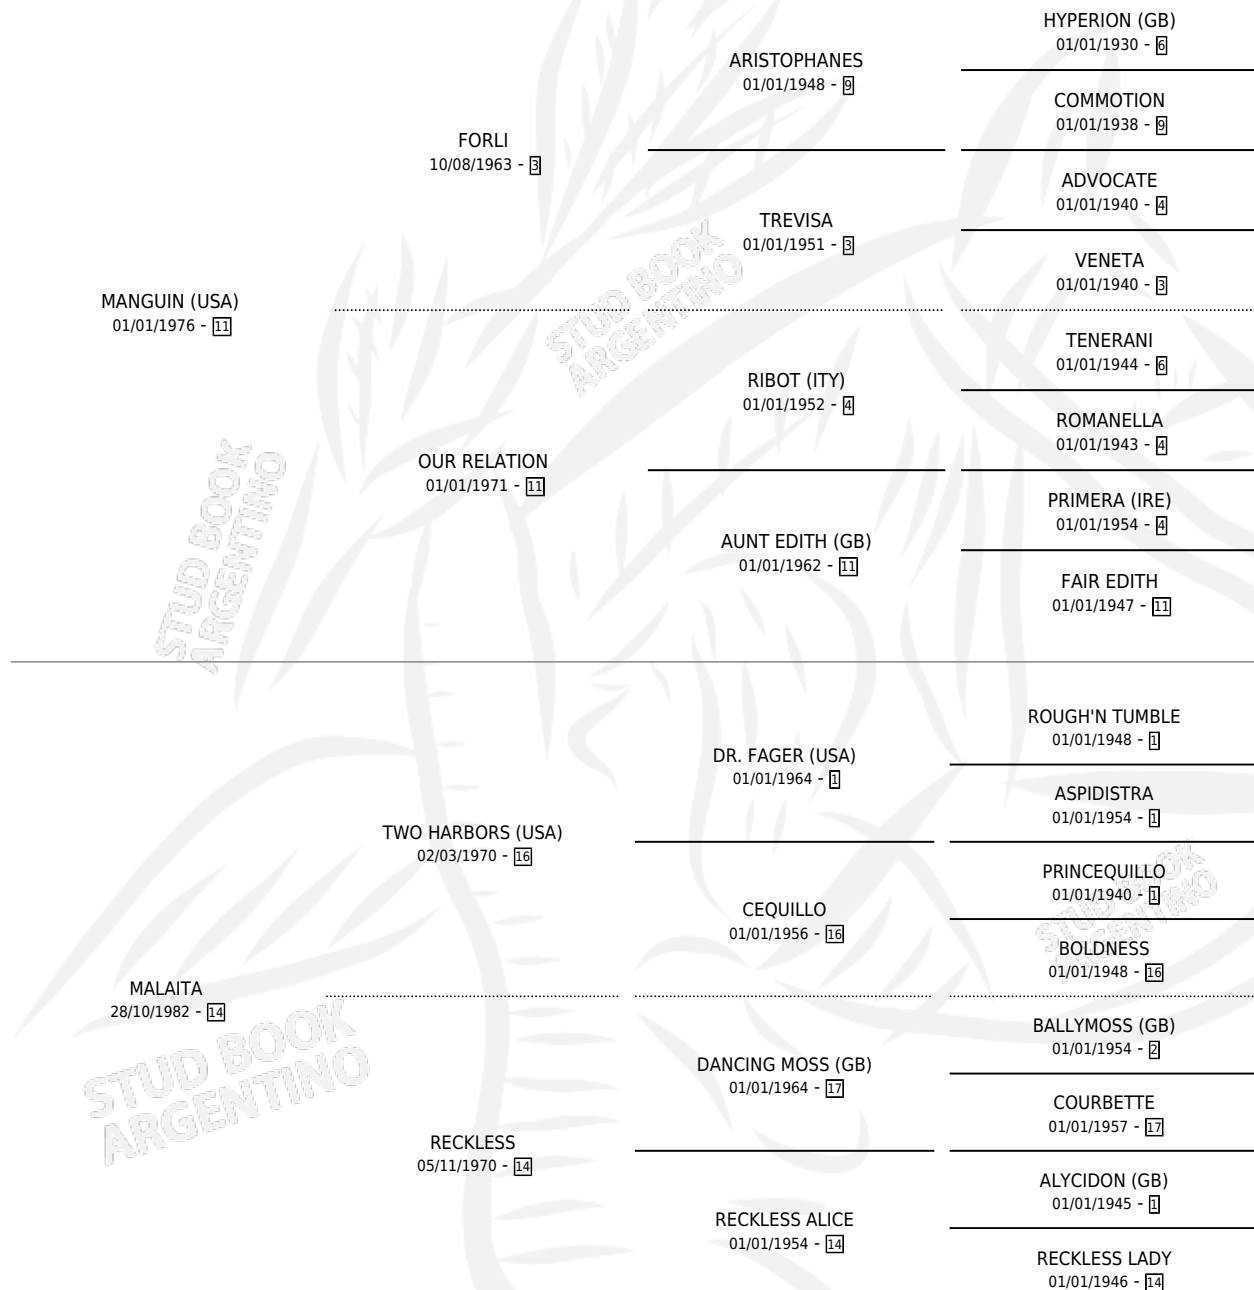 HYPERION (GB)
01/01/1930 - 6
ARISTOPHANES
01/01/1948 - 9
COMMOTION
01/01/1938 - 9
FORLI
10/08/1963 - 3
ADVOCATE
01/01/1940 - 4
TREVISA
01/01/1951 - 3
VENETA
01/01/1940 - 3
MANGUIN (USA)
01/01/1976 - 11
TENERANI
01/01/1944 - 6
RIBOT (ITY)
01/01/1952 - 4
ROMANELLA
01/01/1943 - 4
OUR RELATION
01/01/1971 - 11
PRIMERA (IRE)
01/01/1954 - 4
AUNT EDITH (GB)
01/01/1962 - 11
FAIR EDITH
01/01/1947 - 11
STUD BOOK
ARGENTINO
STUD BOOK
ARGENTINO
ROUGH'N TUMBLE
01/01/1948 - 1
DR. FAGER (USA)
01/01/1964 - 1
ASPIDISTRA
01/01/1954 - 1
TWO HARBORS (USA)
02/03/1970 - 16
PRINCEQUILLO
01/01/1940 - 1
CEQUILLO
01/01/1956 - 16
BOLDNESS
01/01/1948 - 16
STUD BOOK
ARGENTINO
MALAITA
28/10/1982 - 14
BALLYMOSS (GB)
01/01/1954 - 2
DANCING MOSS (GB)
01/01/1964 - 17
COURBETTE
01/01/1957 - 17
STUD BOOK
ARGENTINO
RECKLESS
05/11/1970 - 14
ALYCIDON (GB)
01/01/1945 - 1
RECKLESS ALICE
01/01/1954 - 14
RECKLESS LADY
01/01/1946 - 14